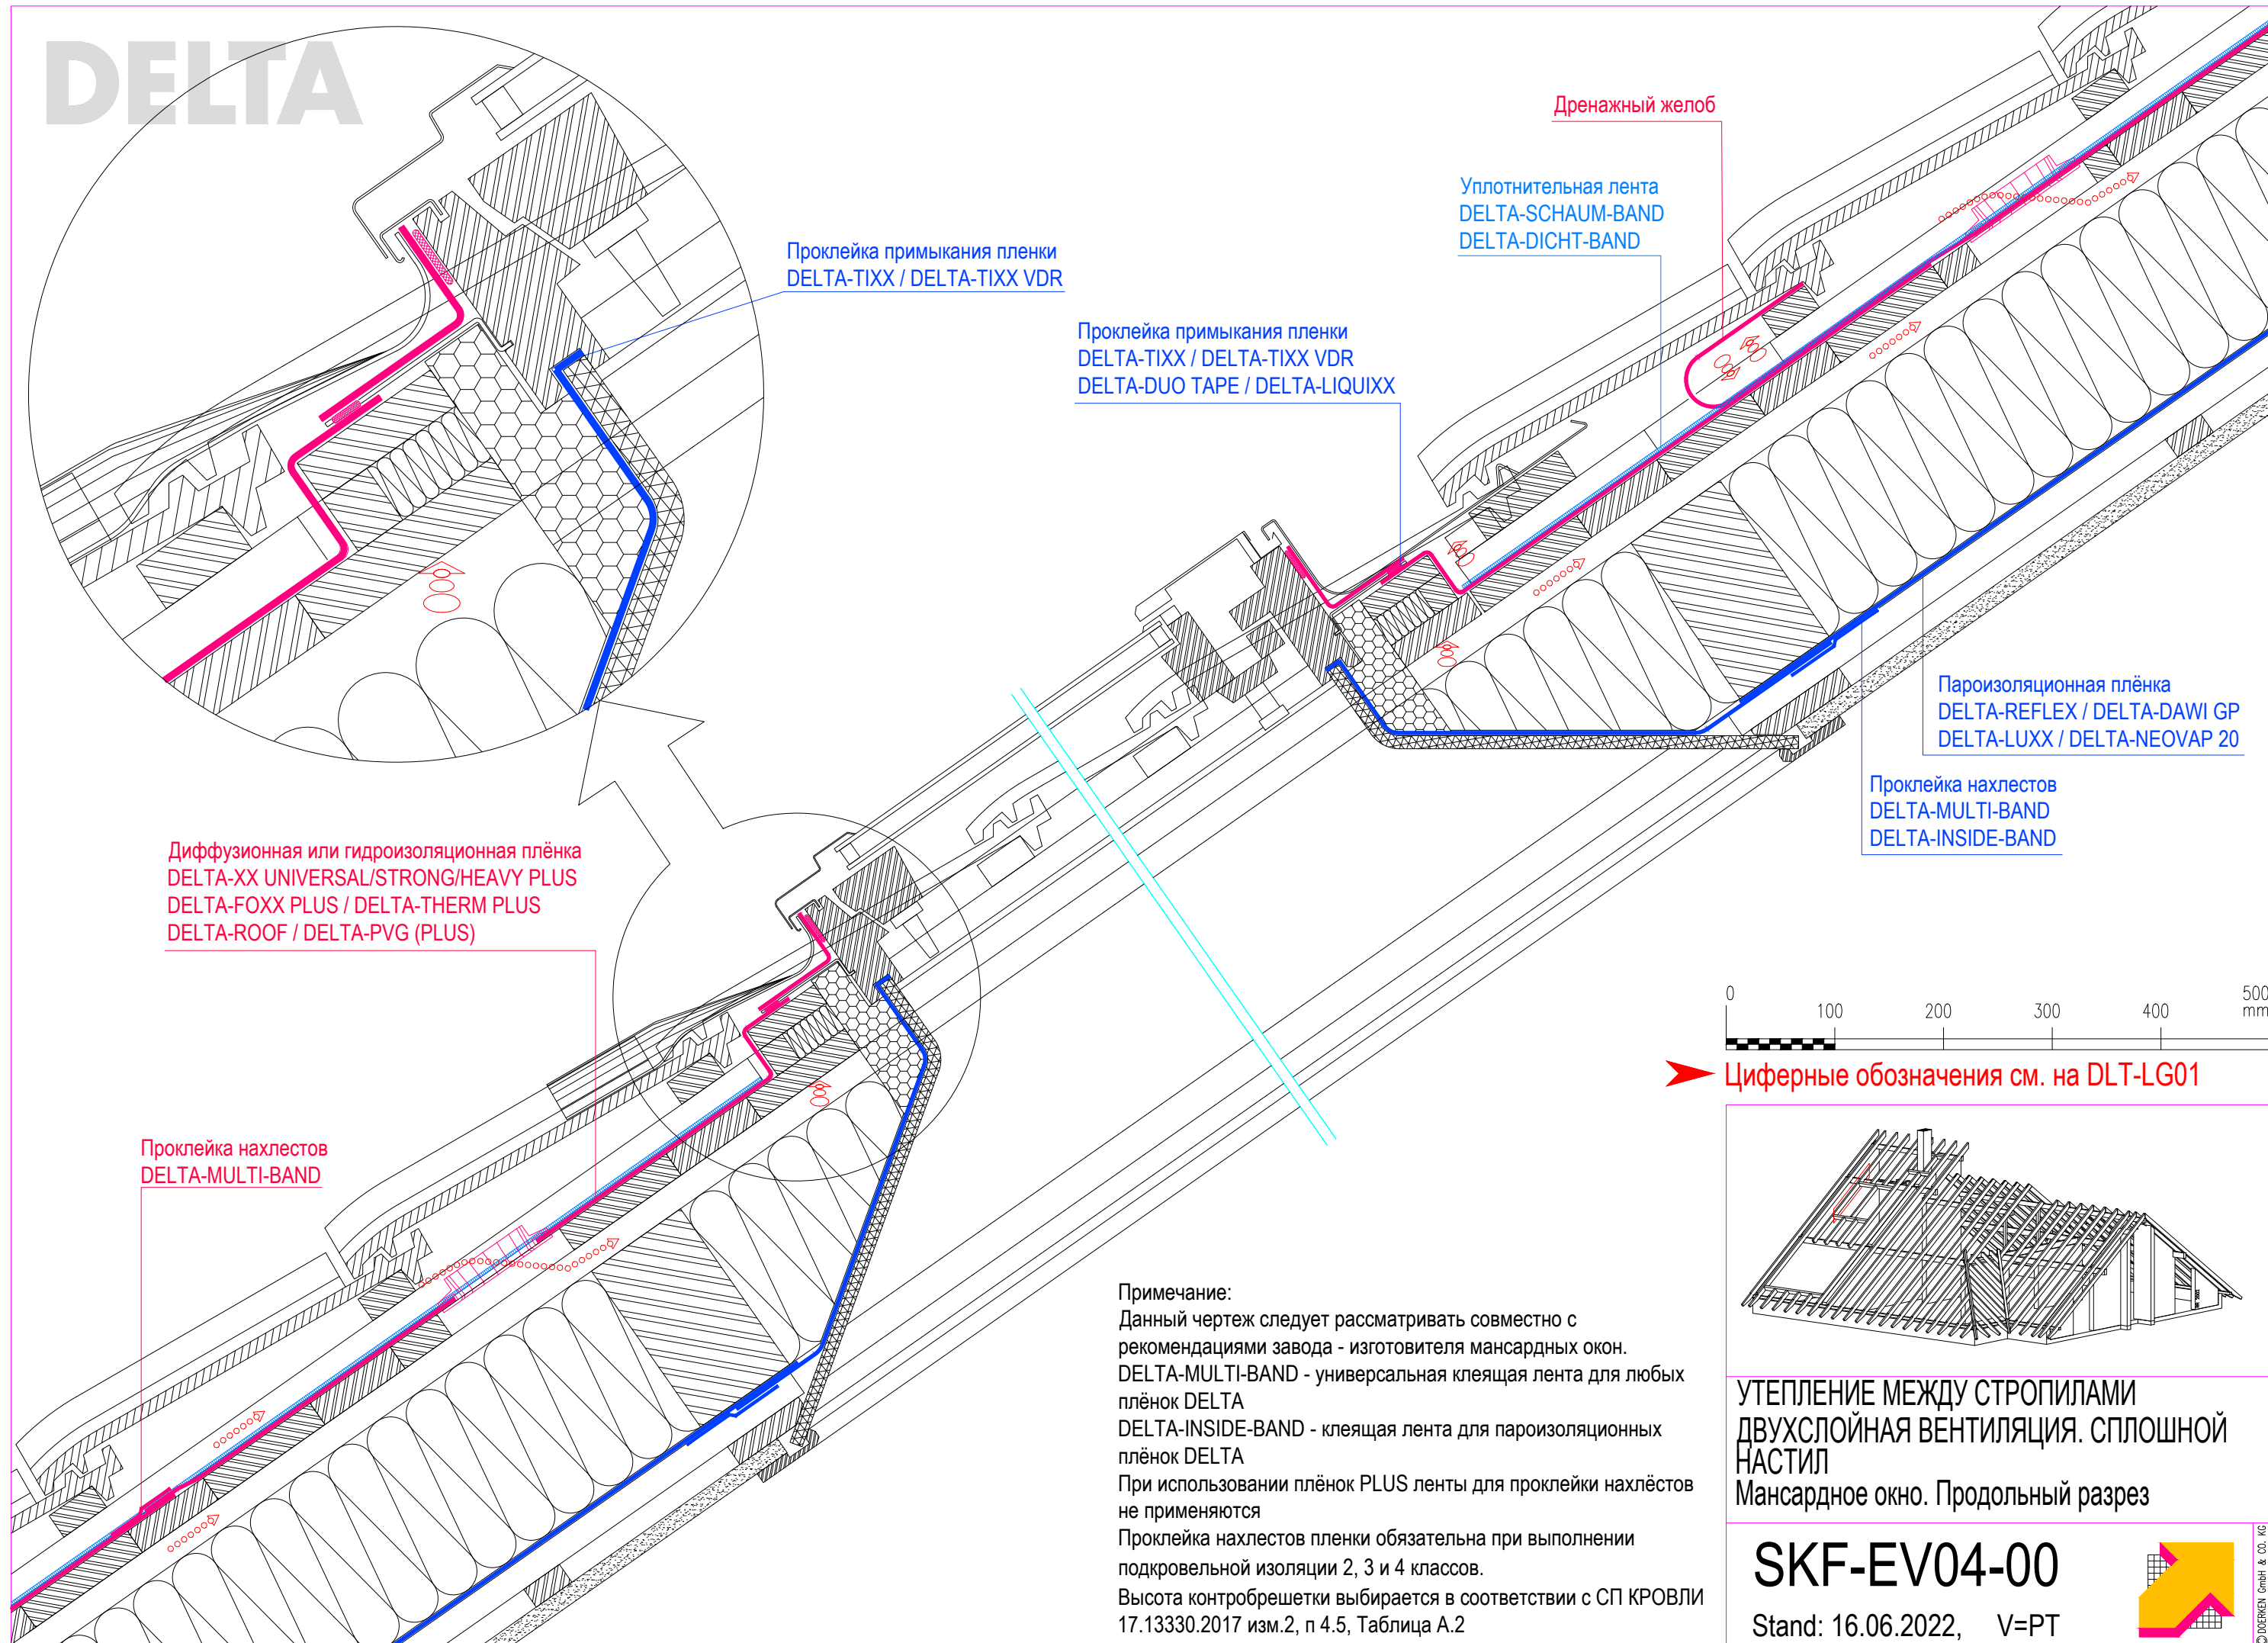 DELTA
Дренажный желоб
Уплотнительная лента
DELTA-SCHAUM-BAND
DELTA-DICHT-BAND
Проклейка примыкания пленки
DELTA-TIXX / DELTA-TIXX VDR
Проклейка примыкания пленки
DELTA-TIXX / DELTA-TIXX VDR
DELTA-DUO TAPE / DELTA-LIQUIXX
Пароизоляционная плёнка
DELTA-REFLEX / DELTA-DAWI GP
DELTA-LUXX / DELTA-NEOVAP 20
Проклейка нахлестов
DELTA-MULTI-BAND
DELTA-INSIDE-BAND
Диффузионная или гидроизоляционная плёнка
DELTA-XX UNIVERSAL/STRONG/HEAVY PLUS
DELTA-FOXX PLUS / DELTA-THERM PLUS
DELTA-ROOF / DELTA-PVG (PLUS)
Проклейка нахлестов
DELTA-MULTI-BAND
0 100 200 300 400 500
mm
Циферные обозначения см. на DLT-LG01
Примечание:
Данный чертеж следует рассматривать совместно с
рекомендациями завода - изготовителя мансардных окон.
DELTA-MULTI-BAND - универсальная клеящая лента для любых
плёнок DELTA
DELTA-INSIDE-BAND - клеящая лента для пароизоляционных
плёнок DELTA
При использовании плёнок PLUS ленты для проклейки нахлёстов
не применяются
Проклейка нахлестов пленки обязательна при выполнении
подкровельной изоляции 2, 3 и 4 классов.
Высота контробрешетки выбирается в соответствии с СП КРОВЛИ
17.13330.2017 изм.2, п 4.5, Таблица А.2
УТЕПЛЕНИЕ МЕЖДУ СТРОПИЛАМИ
ДВУХСЛОЙНАЯ ВЕНТИЛЯЦИЯ. СПЛОШНОЙ
НАСТИЛ
Мансардное окно. Продольный разрез
SKF-EV04-00
Stand: 16.06.2022, V=PT
© DOERKEN GmbH & CO. KG